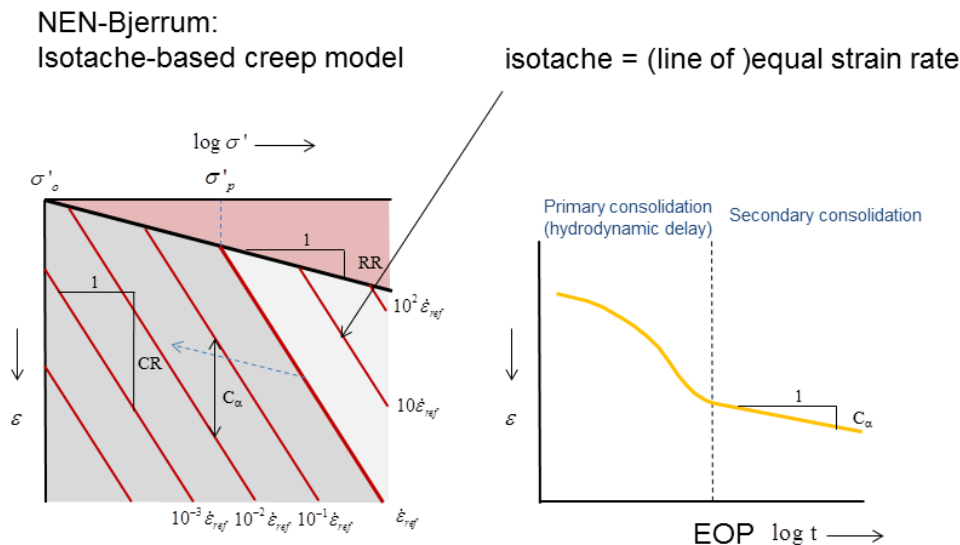 NEN-Bjerrum:
Isotache-based creep model
isotache = (line of )equal strain rate
log σ'
σ'o
σ'p
1
RR
1
CR
Cα
ε
10² ε̇ref
10ε̇ref
10⁻³ ε̇ref
10⁻² ε̇ref
10⁻¹ ε̇ref
ε̇ref
Primary consolidation
(hydrodynamic delay)
Secondary consolidation
ε
1
Cα
EOP
log t